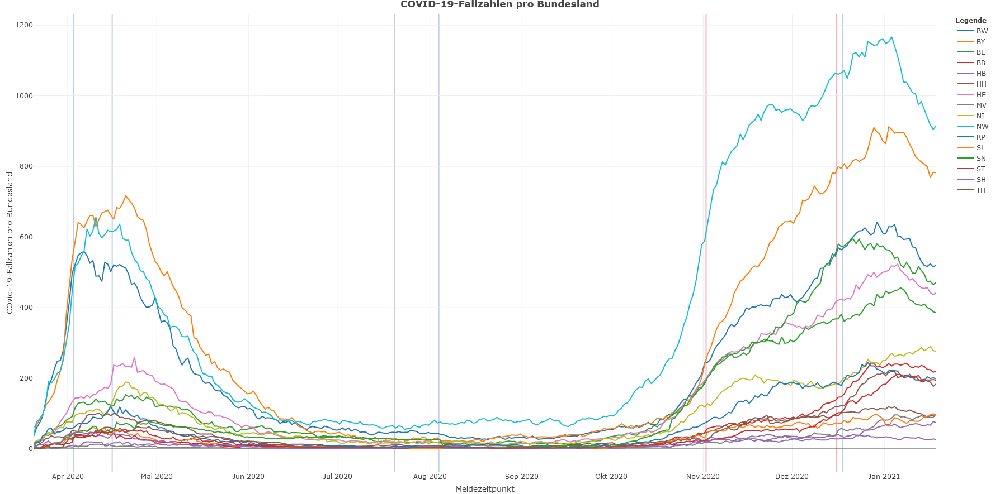 COVID-19-Fallzahlen pro Bundesland
1200
1000
800
600
400
200
0
COvid-19-Fallzahlen pro Bundesland
Apr 2020
Mai 2020
Jun 2020
Jul 2020
Aug 2020
Sep 2020
Okt 2020
Nov 2020
Dez 2020
Jan 2021
Meldezeitpunkt
Legende
BW
BY
BE
BB
HB
HH
HE
MV
NI
NW
RP
SL
SN
ST
SH
TH